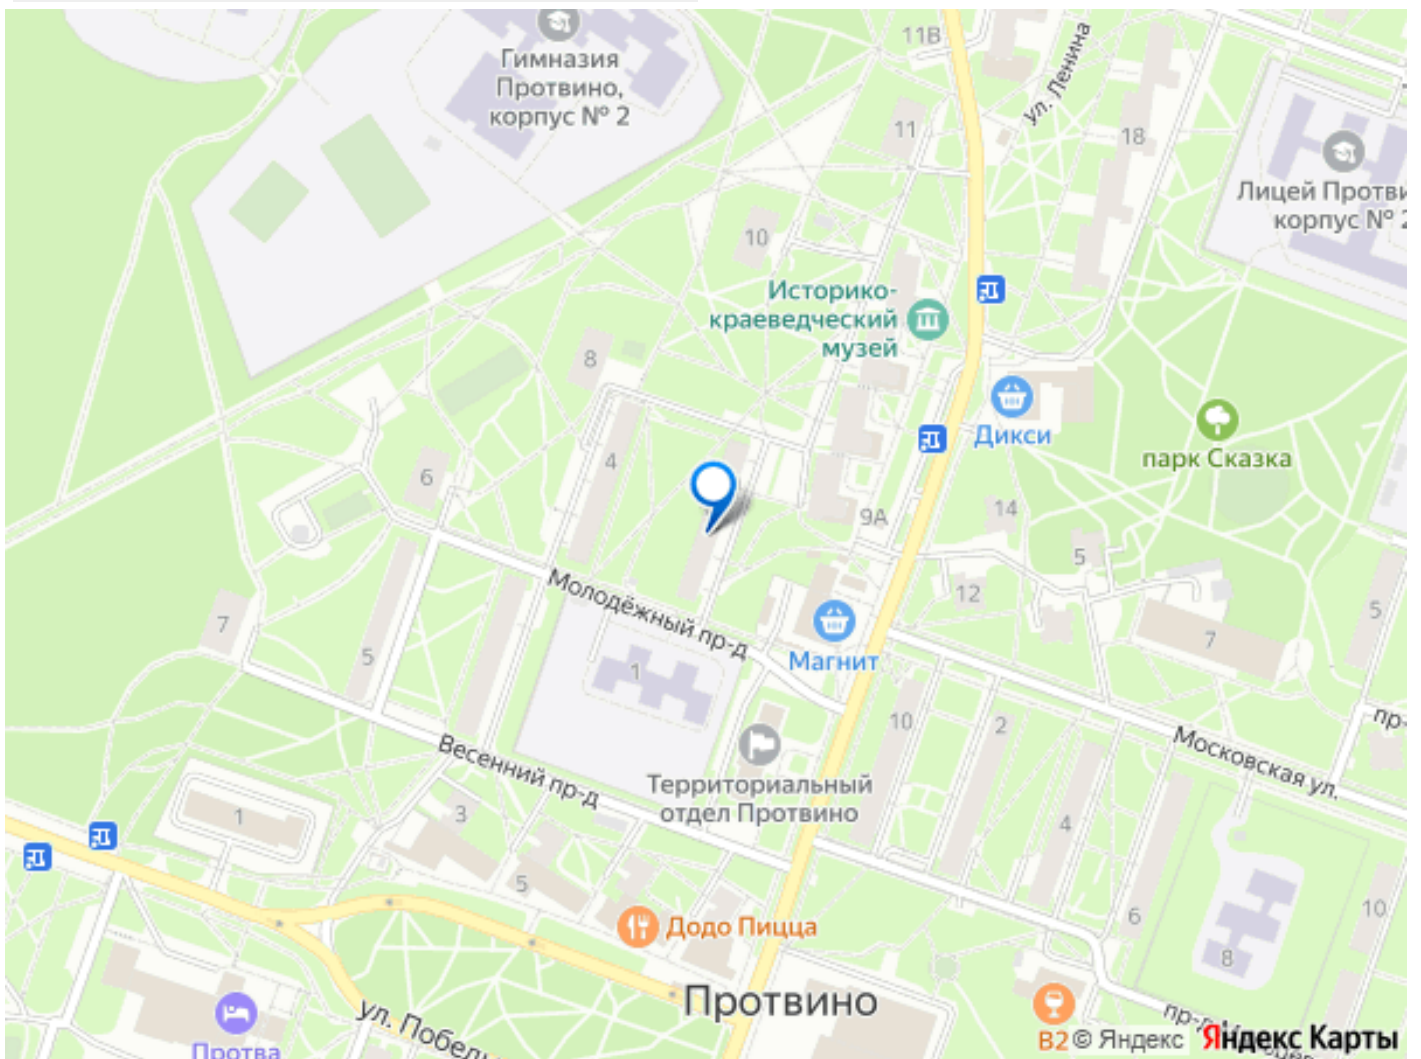 11В
Гимназия
Протвино,
корпус № 2
ул. Ленина
11
18
Лицей Протви
корпус № 2
10
Историко-
краеведческий
музей
8
Дикси
парк Сказка
4
6
9А
14
5
12
Молодёжный пр-д
7
5
1
Магнит
7
5
10
2
Московская ул.
пр-
Весенний пр-д
Территориальный
отдел Протвино
3
1
4
5
6
10
Додо Пицца
8
Протвино
ул. Победы
Протва
В2
пр-д
© Яндекс
Яндекс Карты